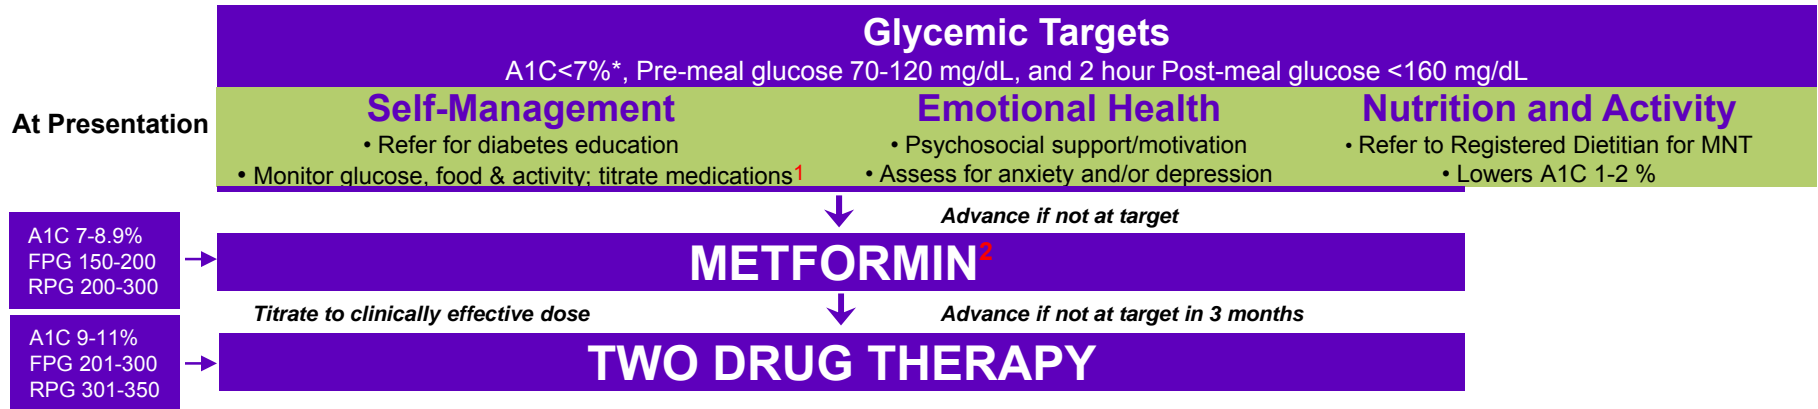 Glycemic Targets
A1C<7%*, Pre-meal glucose 70-120 mg/dL, and 2 hour Post-meal glucose <160 mg/dL
At Presentation
Self-Management
• Refer for diabetes education
• Monitor glucose, food & activity; titrate medications1
Emotional Health
• Psychosocial support/motivation
• Assess for anxiety and/or depression
Nutrition and Activity
• Refer to Registered Dietitian for MNT
• Lowers A1C 1-2 %
Advance if not at target
A1C 7-8.9%
FPG 150-200
RPG 200-300
METFORMIN2
Titrate to clinically effective dose
Advance if not at target in 3 months
A1C 9-11%
FPG 201-300
RPG 301-350
TWO DRUG THERAPY